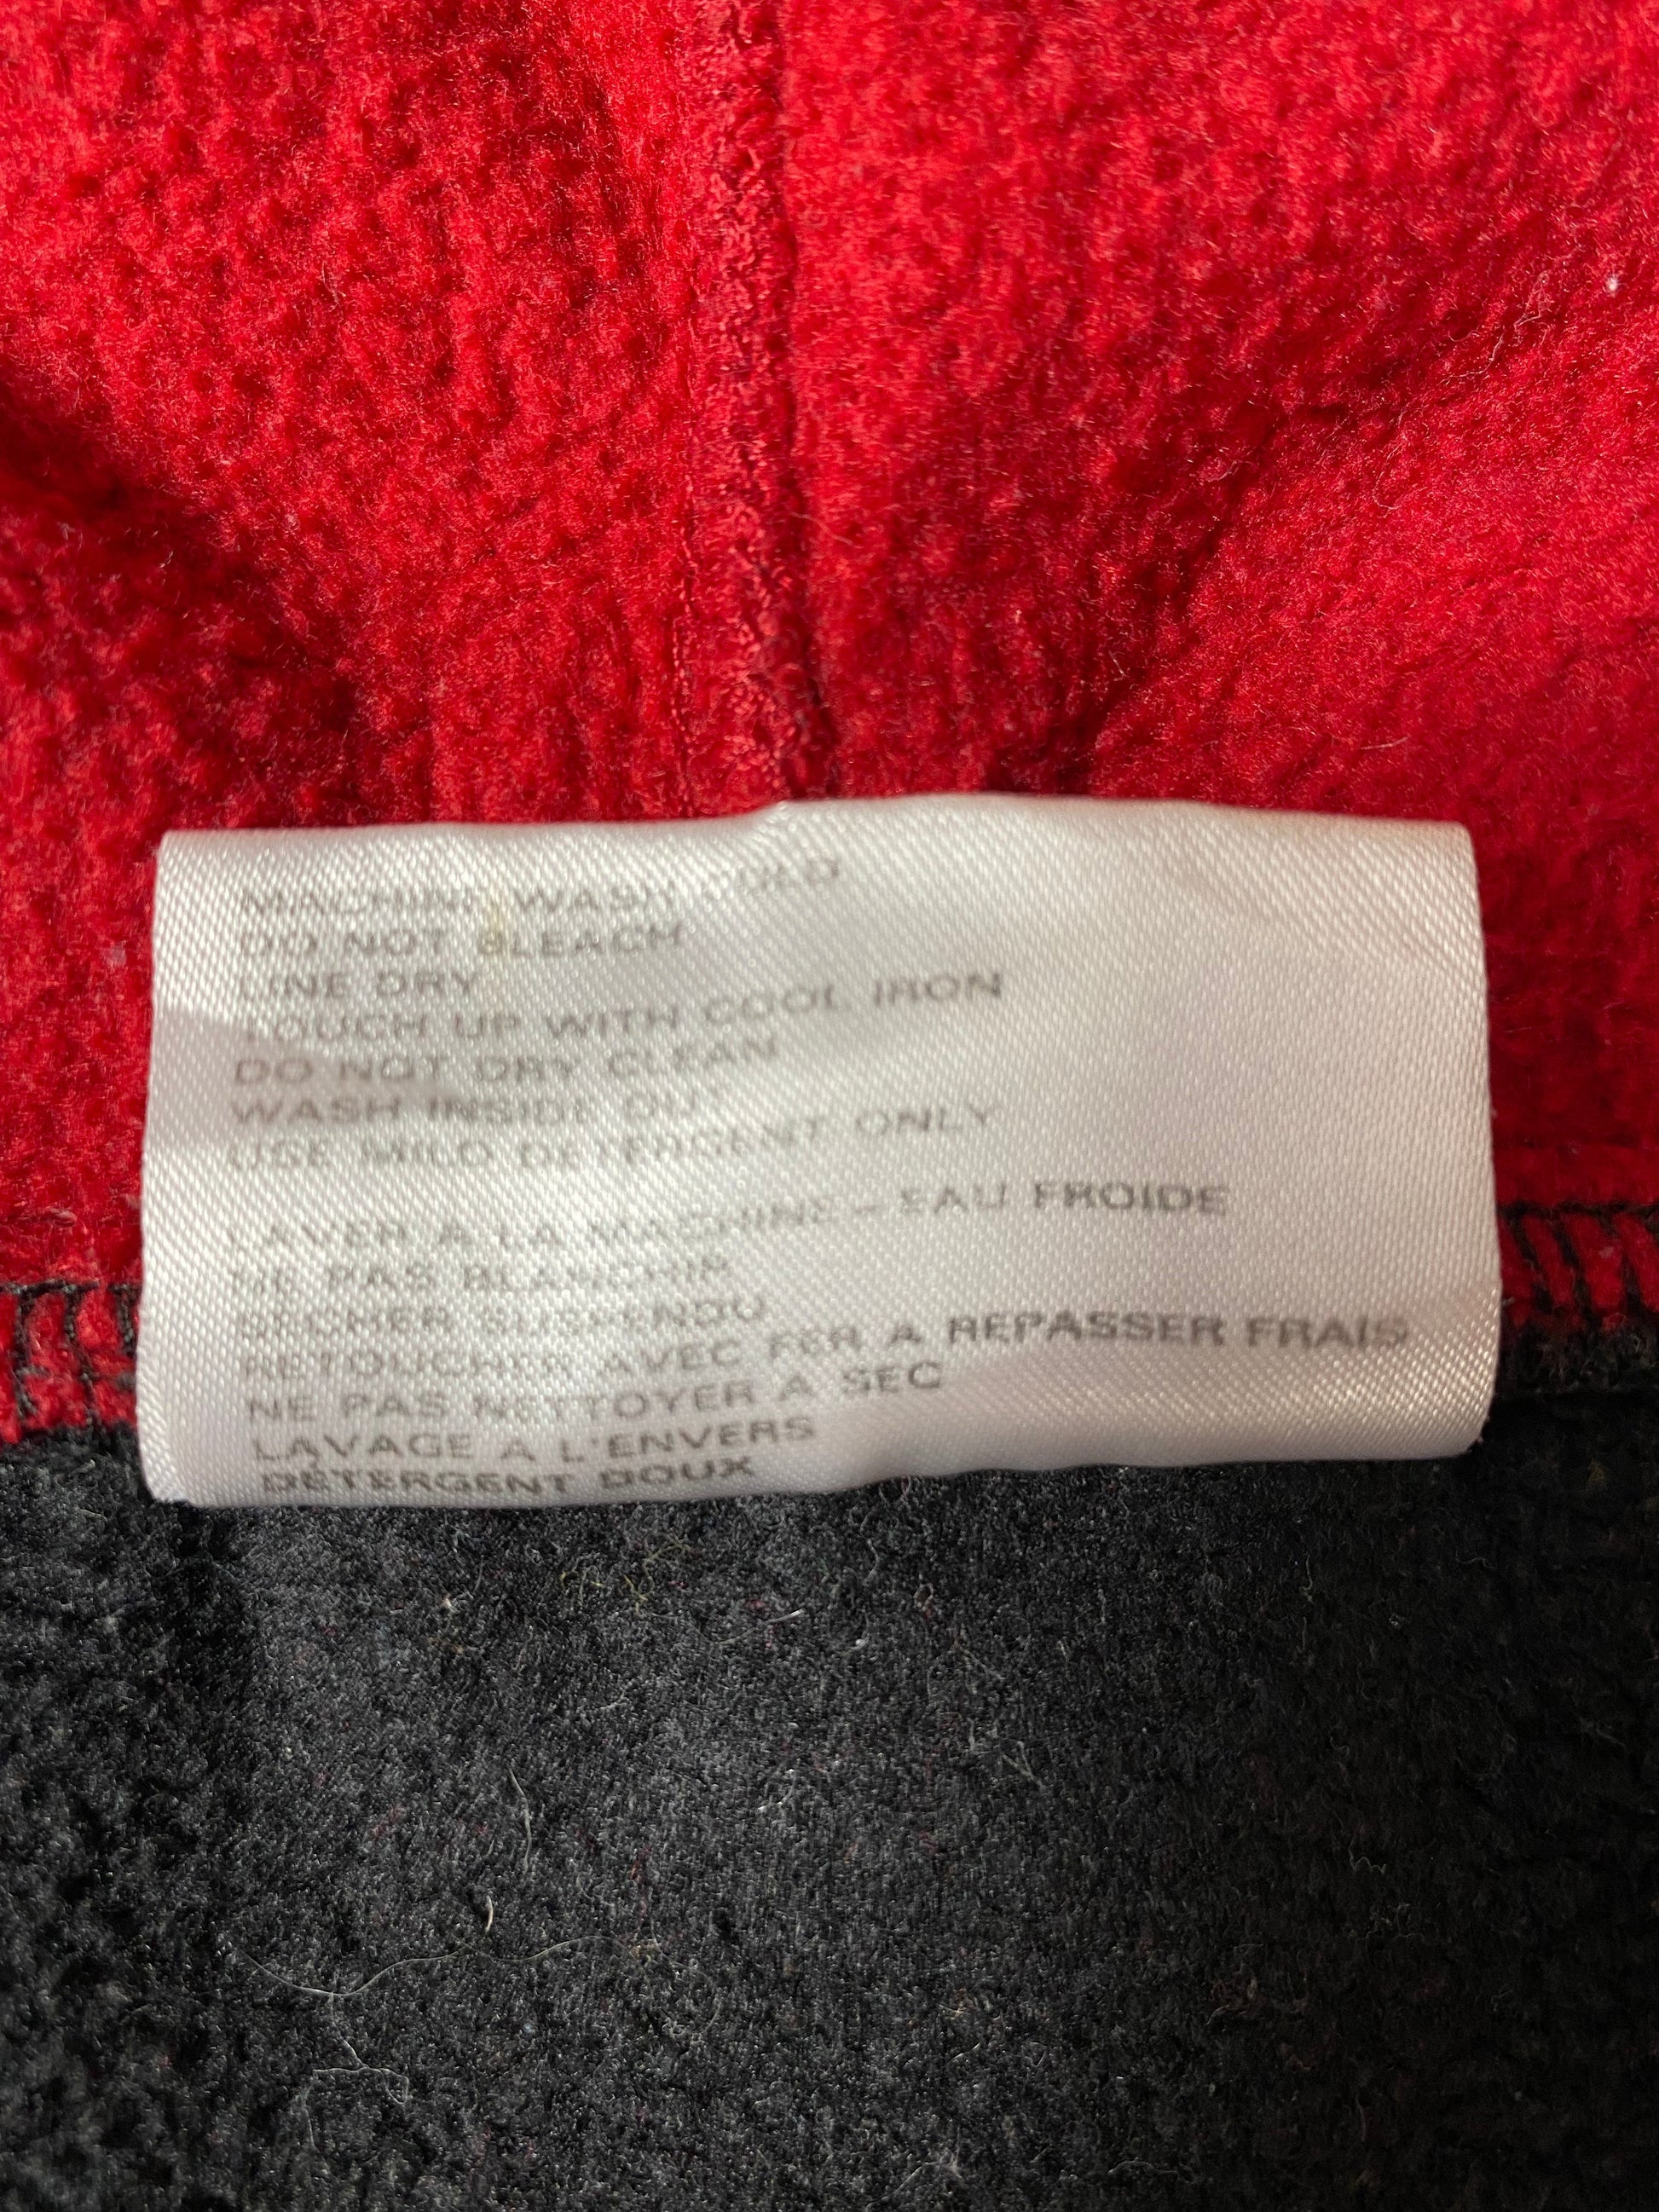 MACHINE WASH COLD
DO NOT BLEACH
LINE DRY
TOUCH UP WITH COOL IRON
DO NOT DRY CLEAN
WASH INSIDE OUT
USE MILD DETERGENT ONLY
LAVER A LA MACHINE - EAU FROIDE
NE PAS BLANCHIR
SECHER SUSPENDU
RETOUCHER AVEC FER A REPASSER FRAIS
NE PAS NETTOYER A SEC
LAVAGE A L'ENVERS
DÉTERGENT DOUX